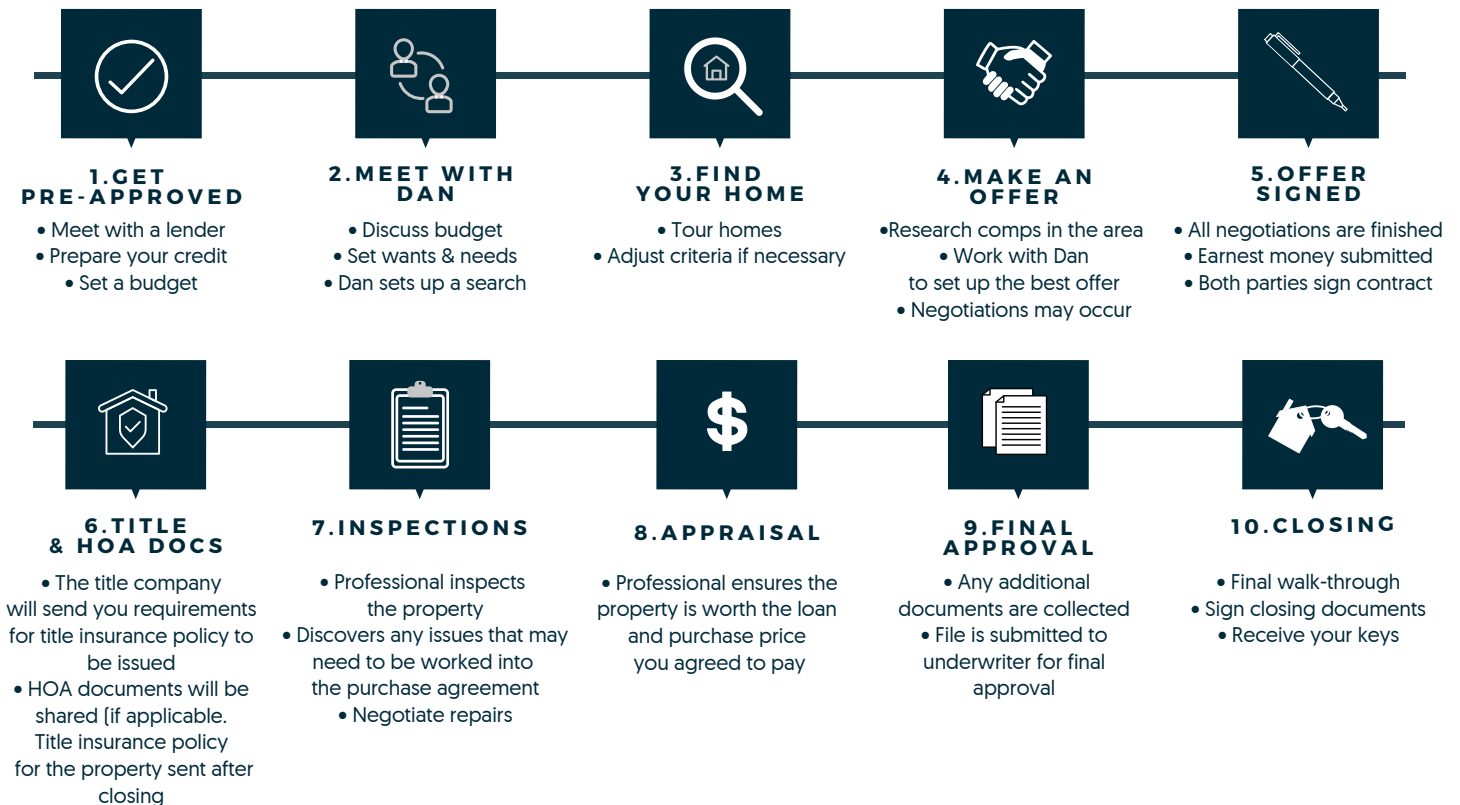 1.GET
PRE-APPROVED
• Meet with a lender
• Prepare your credit
• Set a budget
2.MEET WITH
DAN
• Discuss budget
• Set wants & needs
• Dan sets up a search
3.FIND
YOUR HOME
• Tour homes
• Adjust criteria if necessary
4.MAKE AN
OFFER
•Research comps in the area
• Work with Dan
to set up the best offer
• Negotiations may occur
5.OFFER
SIGNED
• All negotiations are finished
• Earnest money submitted
• Both parties sign contract
6.TITLE
& HOA DOCS
• The title company
will send you requirements
for title insurance policy to
be issued
• HOA documents will be
shared (if applicable.
Title insurance policy
for the property sent after
closing
7.INSPECTIONS
• Professional inspects
the property
• Discovers any issues that may
need to be worked into
the purchase agreement
• Negotiate repairs
$
8.APPRAISAL
• Professional ensures the
property is worth the loan
and purchase price
you agreed to pay
9.FINAL
APPROVAL
• Any additional
documents are collected
• File is submitted to
underwriter for final
approval
10.CLOSING
• Final walk-through
• Sign closing documents
• Receive your keys